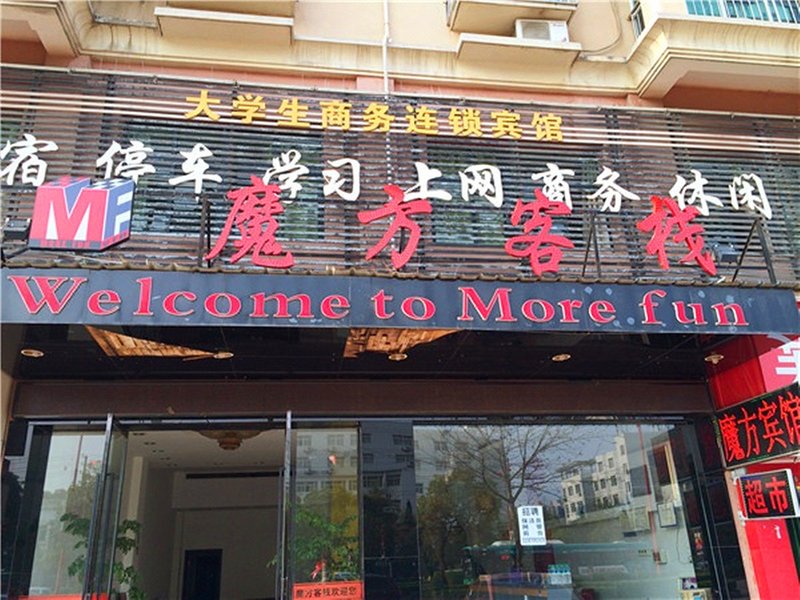 大学生商务连锁宾馆
宿 停车 学习 上网 商务 休闲
MF
魔方客栈
Welcome to More fun
魔方宾馆
超市
招聘
魔方客栈欢迎您